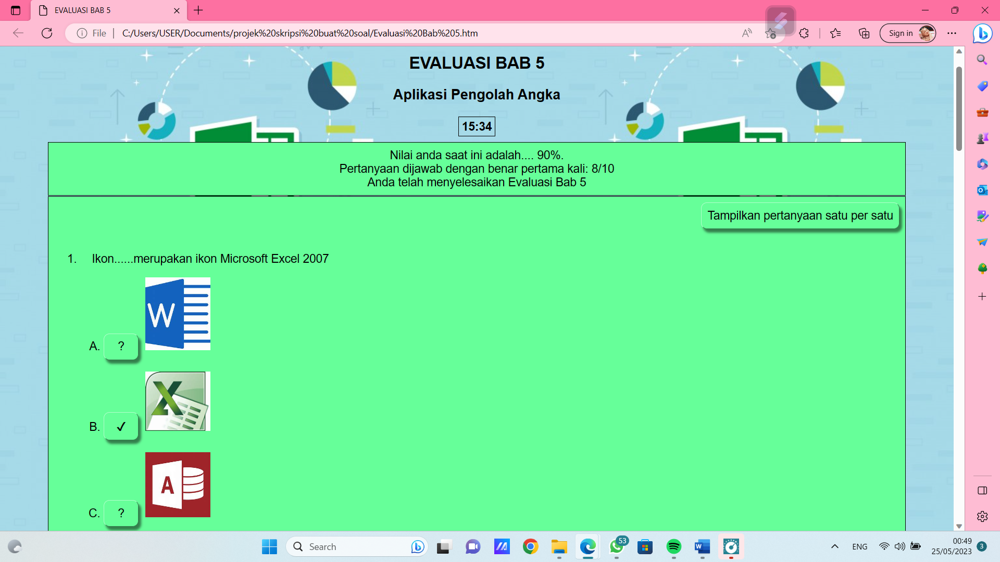 EVALUASI BAB 5
File
C:/Users/USER/Documents/projek%20skripsi%20buat%20soal/Evaluasi%20Bab%205.htm
Sign in
EVALUASI BAB 5
Aplikasi Pengolah Angka
15:34
Nilai anda saat ini adalah.... 90%.
Pertanyaan dijawab dengan benar pertama kali: 8/10
Anda telah menyelesaikan Evaluasi Bab 5
Tampilkan pertanyaan satu per satu
1. Ikon......merupakan ikon Microsoft Excel 2007
W
A. ?
X
B. ✓
A
C. ?
Search
53
W
ENG
00:49
25/05/2023
3